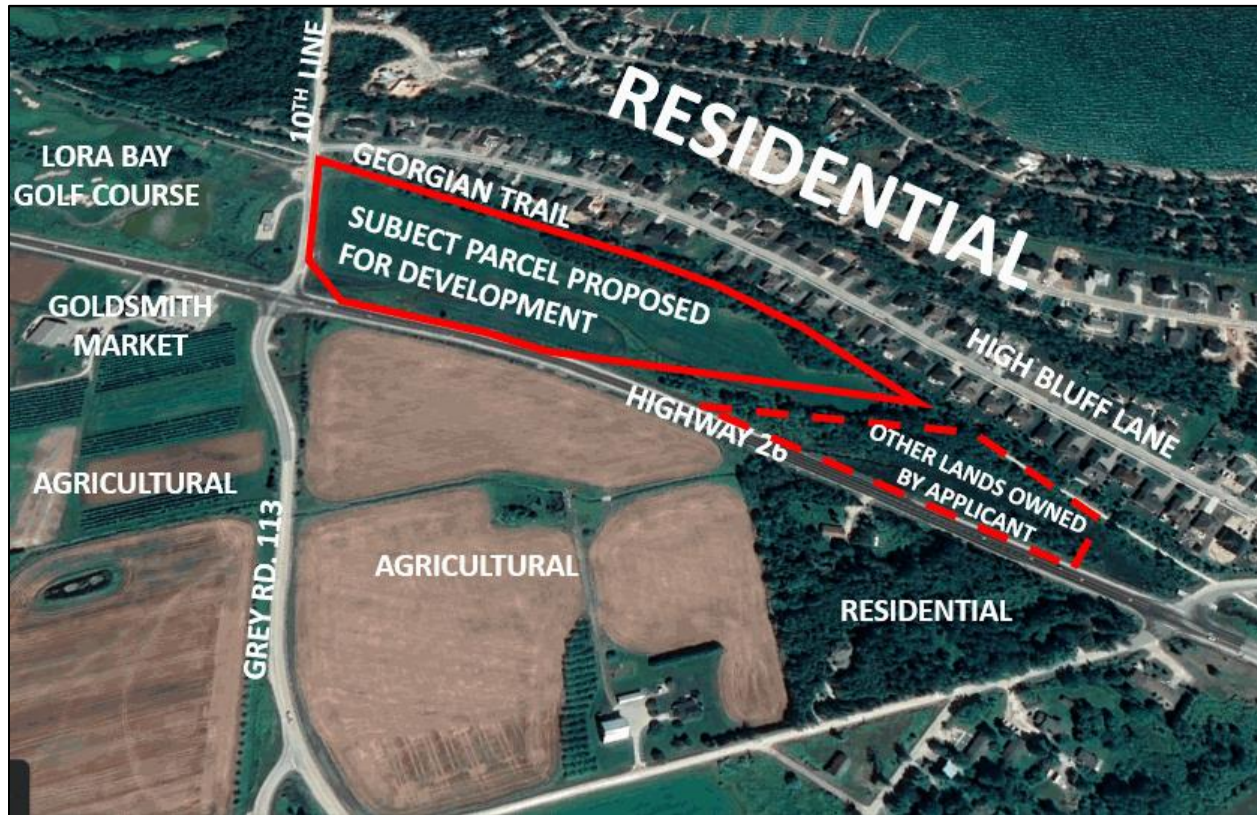 10TH LINE
RESIDENTIAL
LORA BAY
GOLF COURSE
GEORGIAN TRAIL
SUBJECT PARCEL PROPOSED
FOR DEVELOPMENT
GOLDSMITH
MARKET
HIGH BLUFF LANE
HIGHWAY 26
OTHER LANDS OWNED
BY APPLICANT
AGRICULTURAL
AGRICULTURAL
GREY RD. 113
RESIDENTIAL